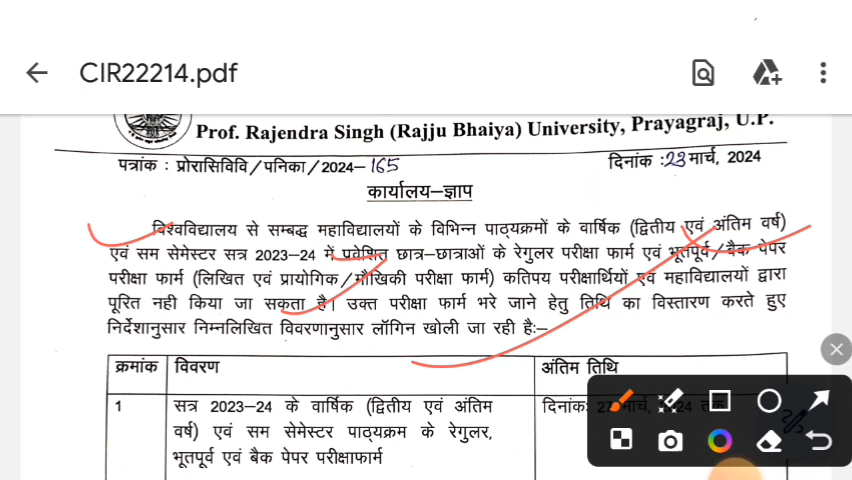 CIR22214.pdf
Prof. Rajendra Singh (Rajju Bhaiya) University, Prayagraj, U.P.
पत्रांक : प्रोरासिविवि/पनिका/2024-165
दिनांक :23 मार्च, 2024
कार्यालय-ज्ञाप
विश्वविद्यालय से सम्बद्ध महाविद्यालयों के विभिन्न पाठ्यक्रमों के वार्षिक (द्वितीय एवं अंतिम वर्ष)
एवं सम सेमेस्टर सत्र 2023-24 में प्रवेशित छात्र-छात्राओं के रेगुलर परीक्षा फार्म एवं भूतपूर्व/बैक पेपर
परीक्षा फार्म (लिखित एवं प्रायोगिक/मौखिकी परीक्षा फार्म) कतिपय परीक्षार्थियों एवं महाविद्यालयों द्वारा
पूरित नही किया जा सकता है। उक्त परीक्षा फार्म भरे जाने हेतु तिथि का विस्तारण करते हुए
निर्देशानुसार निम्नलिखित विवरणानुसार लॉगिन खोली जा रही है:-
क्रमांक विवरण अंतिम तिथि
1 सत्र 2023-24 के वार्षिक (द्वितीय एवं अंतिम दिनांक: 27 मार्च, 2024 तक
वर्ष) एवं सम सेमेस्टर पाठ्यक्रम के रेगुलर,
भूतपूर्व एवं बैक पेपर परीक्षाफार्म